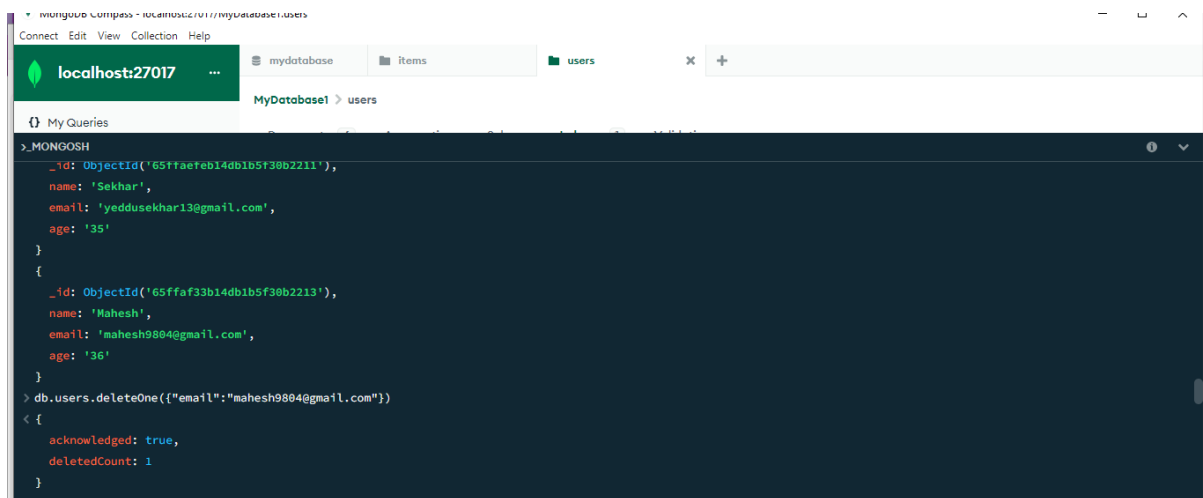 MongoDB Compass - localhost:27017/MyDatabase1.users
Connect Edit View Collection Help
localhost:27017 ...
mydatabase items users
MyDatabase1 > users
{} My Queries
>_MONGOSH
_id: ObjectId('65ffaefeb14db1b5f30b2211'),
name: 'Sekhar',
email: 'yeddusekhar13@gmail.com',
age: '35'
}
{
_id: ObjectId('65ffaf33b14db1b5f30b2213'),
name: 'Mahesh',
email: 'mahesh9804@gmail.com',
age: '36'
}
> db.users.deleteOne({"email":"mahesh9804@gmail.com"})
< {
acknowledged: true,
deletedCount: 1
}